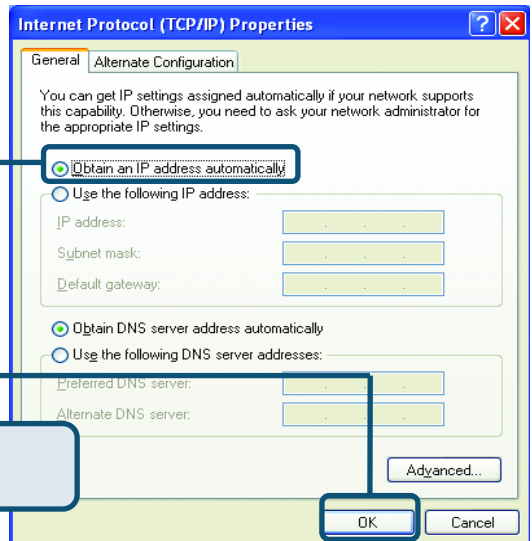 Internet Protocol (TCP/IP) Properties
General
Alternate Configuration
You can get IP settings assigned automatically if your network supports
this capability. Otherwise, you need to ask your network administrator for
the appropriate IP settings.
Obtain an IP address automatically
Use the following IP address:
IP address:
Subnet mask:
Default gateway:
Obtain DNS server address automatically
Use the following DNS server addresses:
Preferred DNS server:
Alternate DNS server:
Advanced...
OK
Cancel